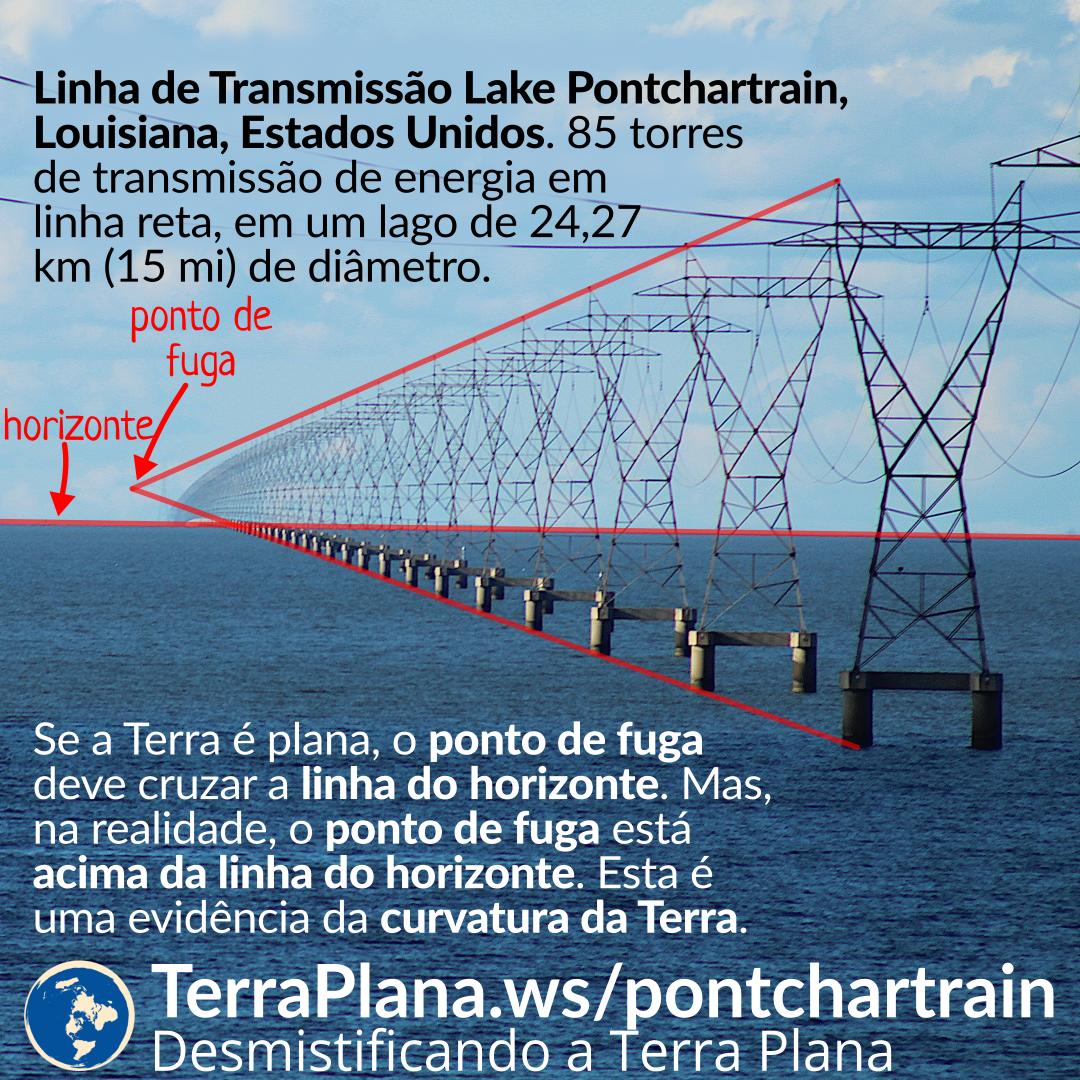 Linha de Transmissão Lake Pontchartrain,
Louisiana, Estados Unidos. 85 torres
de transmissão de energia em
linha reta, em um lago de 24,27
km (15 mi) de diâmetro.
ponto de
fuga
horizonte
Se a Terra é plana, o ponto de fuga
deve cruzar a linha do horizonte. Mas,
na realidade, o ponto de fuga está
acima da linha do horizonte. Esta é
uma evidência da curvatura da Terra.
TerraPlana.ws/pontchartrain
Desmistificando a Terra Plana